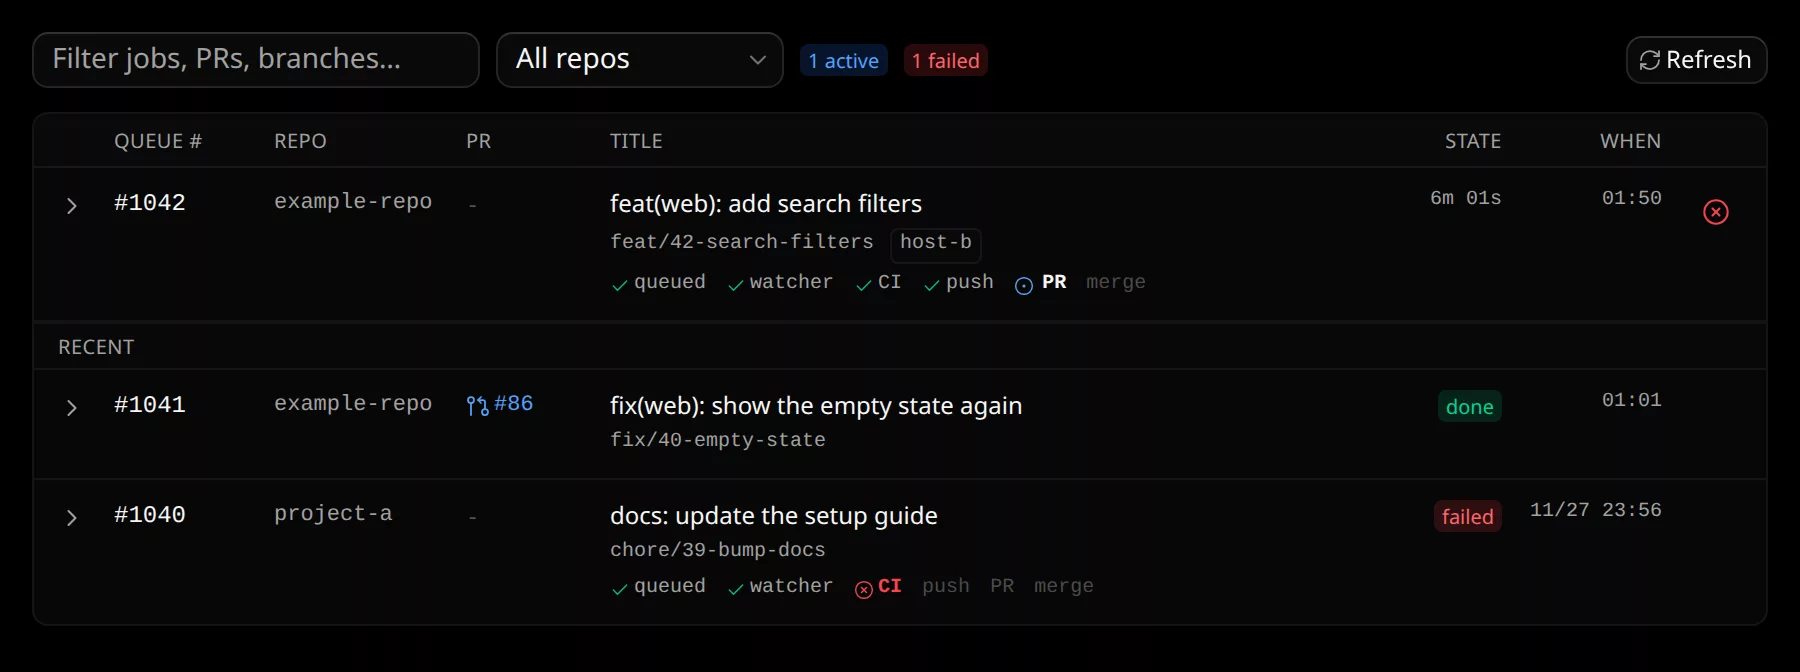 Filter jobs, PRs, branches... All repos 1 active 1 failed Refresh
QUEUE # REPO PR TITLE STATE WHEN
#1042 example-repo - feat(web): add search filters 6m 01s 01:50
feat/42-search-filters host-b
queued watcher CI push PR merge
RECENT
#1041 example-repo #86 fix(web): show the empty state again done 01:01
fix/40-empty-state
#1040 project-a - docs: update the setup guide failed 11/27 23:56
chore/39-bump-docs
queued watcher CI push PR merge